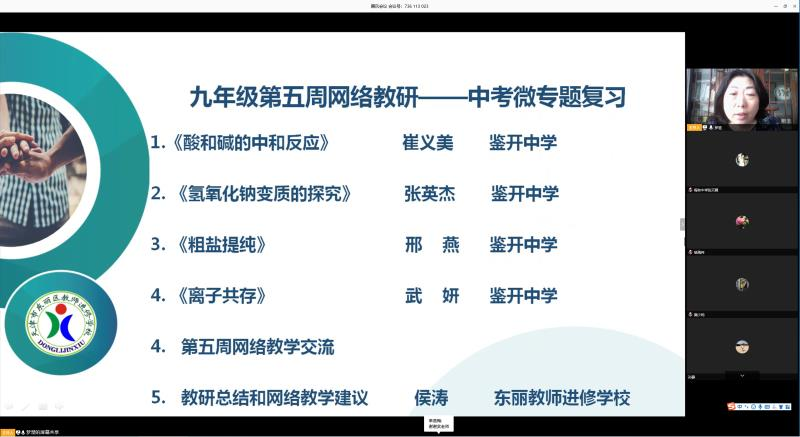 腾讯会议 会议号: 736 113 023
九年级第五周网络教研——中考微专题复习
1.《酸和碱的中和反应》 崔义美 鉴开中学
2. 《氢氧化钠变质的探究》 张英杰 鉴开中学
3. 《粗盐提纯》 邢 燕 鉴开中学
4. 《离子共存》 武 妍 鉴开中学
4. 第五周网络教学交流
5. 教研总结和网络教学建议 侯涛 东丽教师进修学校
天津市东丽区教师进修学校
DONGLIJINXIU
主持人
中